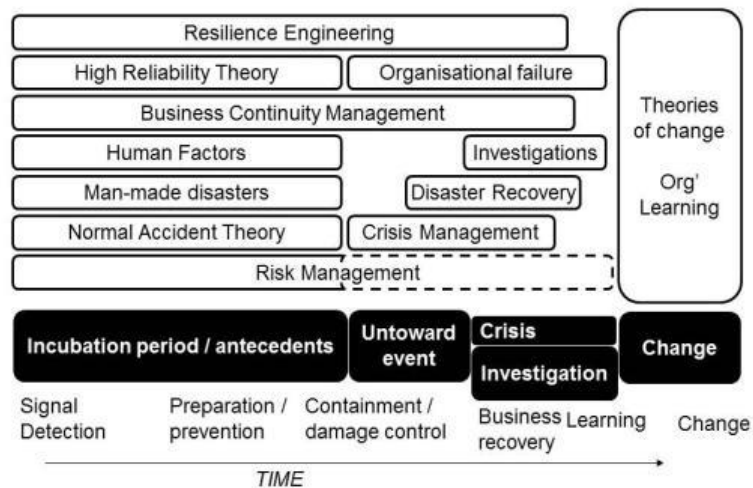 Resilience Engineering
High Reliability Theory
Organisational failure
Business Continuity Management
Human Factors
Investigations
Man-made disasters
Disaster Recovery
Normal Accident Theory
Crisis Management
Risk Management
Theories
of change
Org'
Learning
Incubation period / antecedents
Untoward
event
Crisis
Investigation
Change
Signal
Detection
Preparation /
prevention
Containment /
damage control
Business
recovery
Learning
Change
TIME